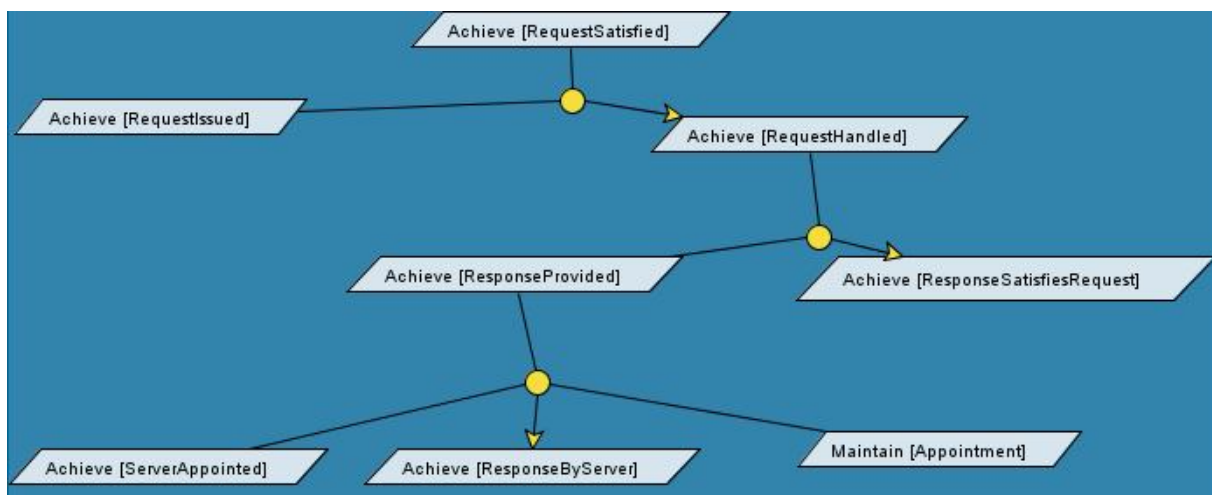 Achieve [RequestSatisfied]
Achieve [RequestIssued]
Achieve [RequestHandled]
Achieve [ResponseProvided]
Achieve [ResponseSatisfiesRequest]
Achieve [ServerAppointed]
Achieve [ResponseByServer]
Maintain [Appointment]